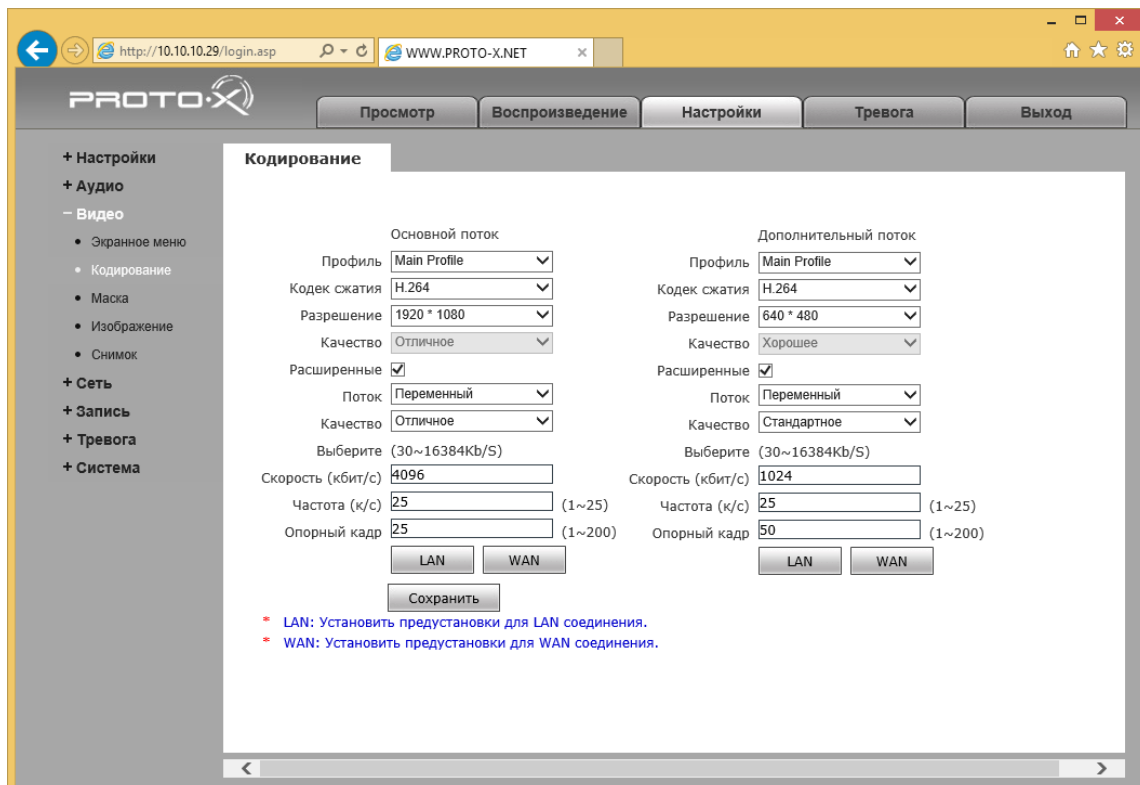 http://10.10.10.29/login.asp
WWW.PROTO-X.NET
PROTO·X
Просмотр
Воспроизведение
Настройки
Тревога
Выход
+ Настройки
+ Аудио
− Видео
• Экранное меню
• Кодирование
• Маска
• Изображение
• Снимок
+ Сеть
+ Запись
+ Тревога
+ Система
Кодирование
Основной поток
Профиль Main Profile
Кодек сжатия H.264
Разрешение 1920 * 1080
Качество Отличное
Расширенные
Поток Переменный
Качество Отличное
Выберите (30~16384Kb/S)
Скорость (кбит/с) 4096
Частота (к/с) 25 (1~25)
Опорный кадр 25 (1~200)
LAN WAN
Дополнительный поток
Профиль Main Profile
Кодек сжатия H.264
Разрешение 640 * 480
Качество Хорошее
Расширенные
Поток Переменный
Качество Стандартное
Выберите (30~16384Kb/S)
Скорость (кбит/с) 1024
Частота (к/с) 25 (1~25)
Опорный кадр 50 (1~200)
LAN WAN
Сохранить
* LAN: Установить предустановки для LAN соединения.
* WAN: Установить предустановки для WAN соединения.